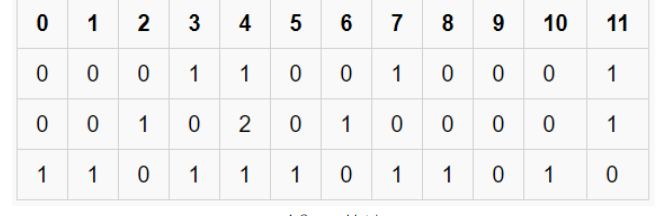 0 1 2 3 4 5 6 7 8 9 10 11
0 0 0 1 1 0 0 1 0 0 0 1
0 0 1 0 2 0 1 0 0 0 0 1
1 1 0 1 1 1 0 1 1 0 1 0